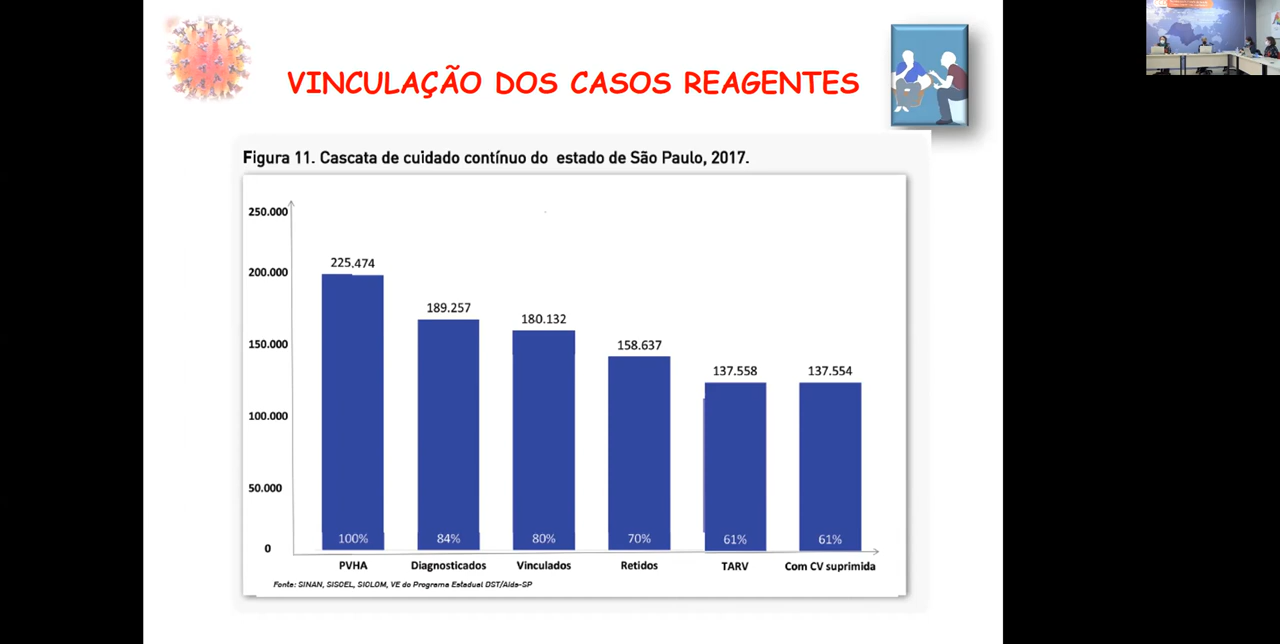 VINCULAÇÃO DOS CASOS REAGENTES
Figura 11. Cascata de cuidado contínuo do estado de São Paulo, 2017.
250.000
200.000
150.000
100.000
50.000
0
225.474
189.257
180.132
158.637
137.558
137.554
100%
84%
80%
70%
61%
61%
PVHA
Diagnosticados
Vinculados
Retidos
TARV
Com CV suprimida
Fonte: SINAN, SISCEL, SICLOM, VE do Programa Estadual DST/Aids-SP